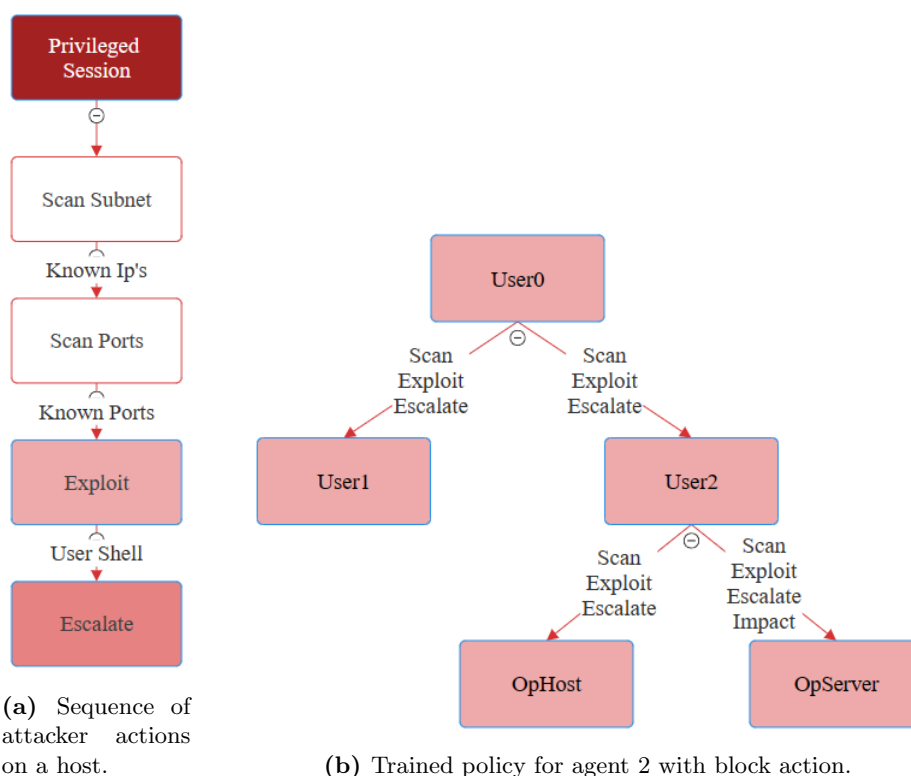 Privileged
Session
Scan Subnet
Known Ip's
Scan Ports
Known Ports
Exploit
User Shell
Escalate
(a) Sequence of
attacker actions
on a host.
User0
Scan
Exploit
Escalate
Scan
Exploit
Escalate
User1
User2
Scan
Exploit
Escalate
Scan
Exploit
Escalate
Impact
OpHost
OpServer
(b) Trained policy for agent 2 with block action.